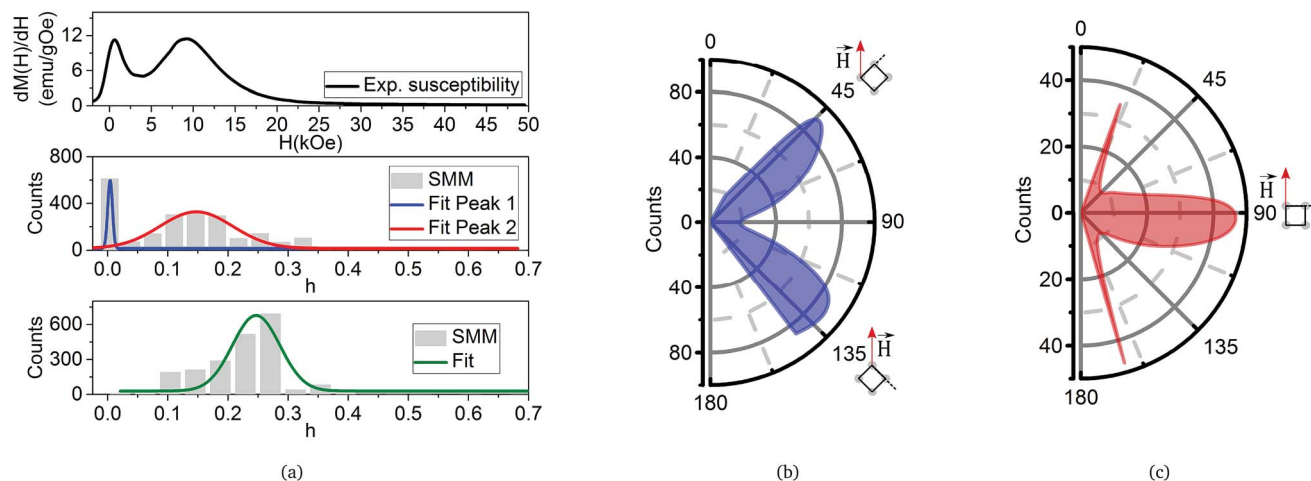 dM(H)/dH
(emu/gOe)
12
6
0
Exp. susceptibility
0 5 10 15 20 25 30 35 40 45 50
H(kOe)
Counts
800
400
0
SMM
Fit Peak 1
Fit Peak 2
0.0 0.1 0.2 0.3 0.4 0.5 0.6 0.7
h
Counts
600
300
0
SMM
Fit
0.0 0.1 0.2 0.3 0.4 0.5 0.6 0.7
h
(a)
0
H
45
80
40
Counts
0
90
40
80
135
H
180
(b)
0
45
40
20
Counts
0
90
H
20
40
135
180
(c)